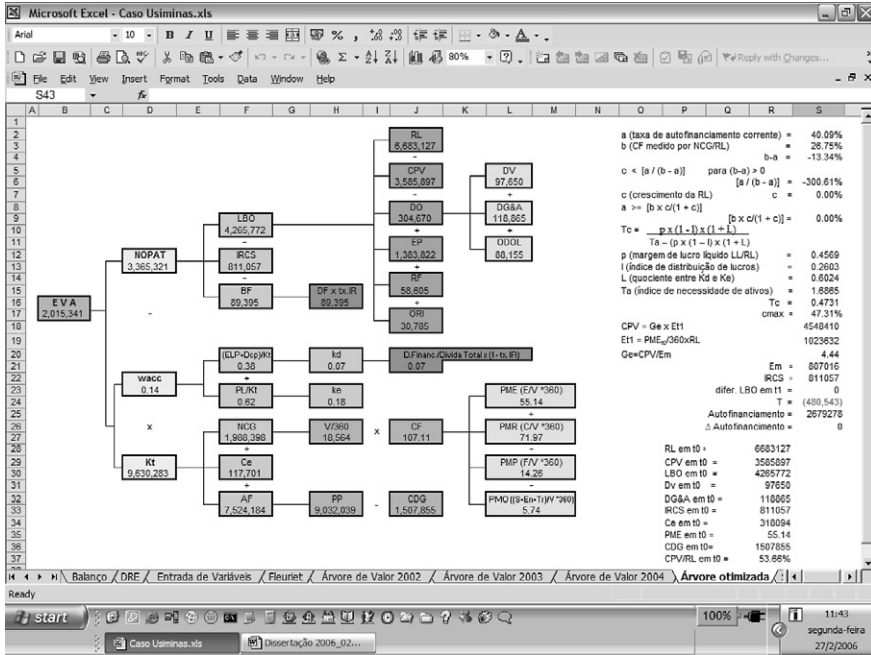 Microsoft Excel - Caso Usiminas.xls
Arial 10 B I U % ,
80% Reply with Changes...
File Edit View Insert Format Tools Data Window Help
S43 fx
A B C D E F G H I J K L M N O P Q R S
RL
6,683,127
-
CPV
3,585,897
-
DO
304,670
+
EP
1,383,822
+
RF
58,605
+
ORI
30,785
DV
97,650
+
DG&A
118,865
+
ODOL
88,155
LBO
4,265,772
-
IRCS
811,057
-
BF
89,395
DF x tx.IR
89,395
NOPAT
3,365,321
E V A
2,015,341
-
wacc
0.14
x
Kt
9,630,283
(ELP+Dcp)/Kt
0.38
+
PL/Kt
0.62
kd
0.07
ke
0.18
D.Financ./Dívida Total x (1- tx. IR)
0.07
NCG
1,988,398
+
Ce
117,701
+
AF
7,524,184
V/360
18,564
x
CF
107.11
PP
9,032,039
-
CDG
1,507,855
PME (E/V *360)
55.14
+
PMR (C/V *360)
71.97
-
PMP (F/V *360)
14.26
-
PMO ((S+En+Tr)/V *360)
5.74
a (taxa de autofinanciamento corrente) = 40.09%
b (CF medido por NCG/RL) = 26.75%
b-a = -13.34%
c < [a / (b - a)] para (b-a) > 0
[a / (b - a)] = -300.61%
c (crescimento da RL) c = 0.00%
a >= [b x c/(1 + c)]
[b x c/(1 + c)] = 0.00%
Tc = p x (1 - l) x (1 + L)
Ta – (p x (1 – l) x (1 + L)
p (margem de lucro líquido LL/RL) = 0.4569
l (índice de distribuição de lucros) = 0.2603
L (quociente entre Kd e Ke) = 0.6024
Ta (índice de necessidade de ativos) = 1.6865
Tc = 0.4731
cmax = 47.31%
CPV = Ge x Et1 4548410
Et1 = PMEt0/360xRL 1023632
Ge=CPV/Em 4.44
Em = 807016
IRCS = 811057
difer. LBO em t1 = 0
T = (480,543)
Autofinanciamento = 2679278
Δ Autofinancimento = 0
RL em t0 = 6683127
CPV em t0 = 3585897
LBO em t0 = 4265772
Dv em t0 = 97650
DG&A em t0 = 118865
IRCS em t0 = 811057
Ce em t0 = 318094
PME em t0 = 55.14
CDG em t0= 1507855
CPV/RL em t0 = 53.66%
Balanço / DRE / Entrada de Variáveis / Fleuriet / Árvore de Valor 2002 / Árvore de Valor 2003 / Árvore de Valor 2004 \ Árvore otimizada /
Ready
start 100% 11:43
segunda-feira
Caso Usiminas.xls Dissertação 2006_02... 27/2/2006